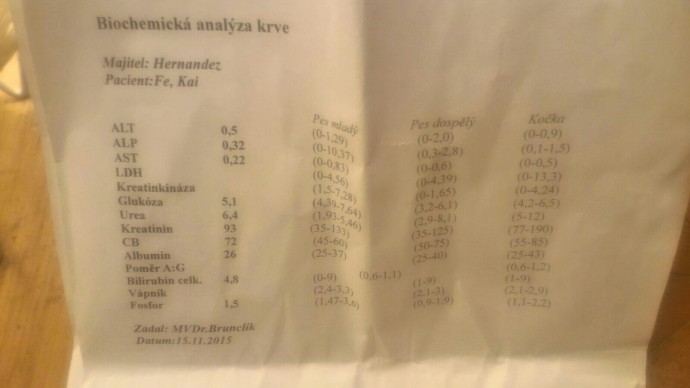 Biochemická analýza krve
Majitel: Hernandez
Pacient:Fe, Kai
Pes mladý Pes dospělý Kočka
ALT 0,5 (0-1,29) (0-2,0) (0-0,9)
ALP 0,32 (0-10,37) (0,3-2,8) (0,1-1,5)
AST 0,22 (0-0,83) (0-0,6) (0-0,5)
LDH (0-4,56) (0-4,39) (0-13,3)
Kreatinkináza (1,5-7,28) (0-1,65) (0-4,24)
Glukóza 5,1 (4,39-7,64) (3,2-6,1) (4,2-6,5)
Urea 6,4 (1,93-5,46) (2,9-8,1) (5-12)
Kreatinin 93 (35-133) (35-125) (77-190)
CB 72 (45-60) (50-75) (55-85)
Albumin 26 (25-37) (25-40) (25-43)
Poměr A:G (0,6-1,1) (0,6-1,2)
Bilirubin celk. 4,8 (0-9) (1-9) (1-9)
Vápník (2,4-3,3) (2,1-3) (2,1-2,9)
Fosfor 1,5 (1,47-3,6) (0,9-1,9) (1,1-2,2)
Zadal: MVDr.Brunclík
Datum:15.11.2015